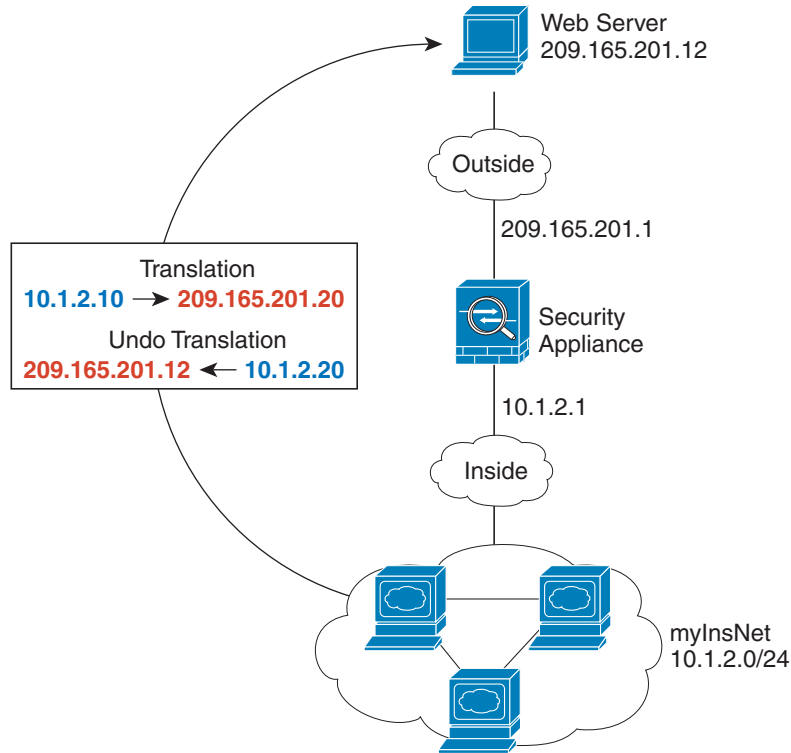 Web Server
209.165.201.12
Outside
209.165.201.1
Translation
10.1.2.10 → 209.165.201.20
Undo Translation
209.165.201.12 ← 10.1.2.20
Security
Appliance
10.1.2.1
Inside
myInsNet
10.1.2.0/24